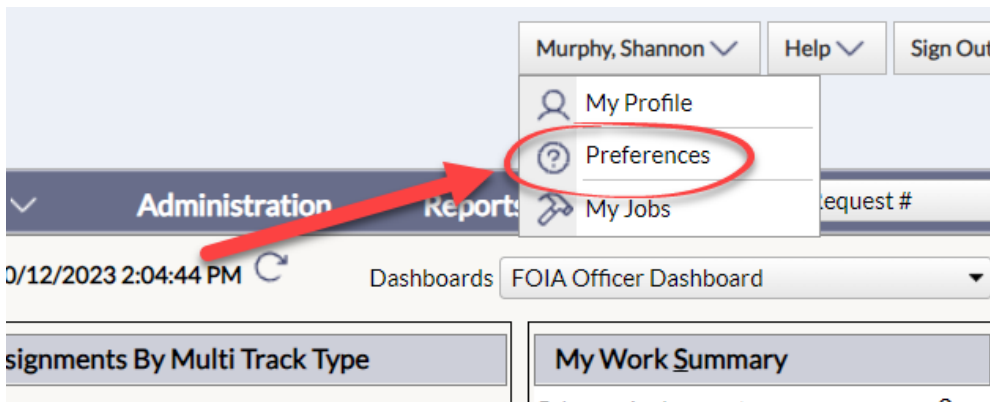 Murphy, Shannon Help Sign Out
My Profile
Preferences
My Jobs
Administration Reports equest #
0/12/2023 2:04:44 PM Dashboards FOIA Officer Dashboard
signments By Multi Track Type My Work Summary